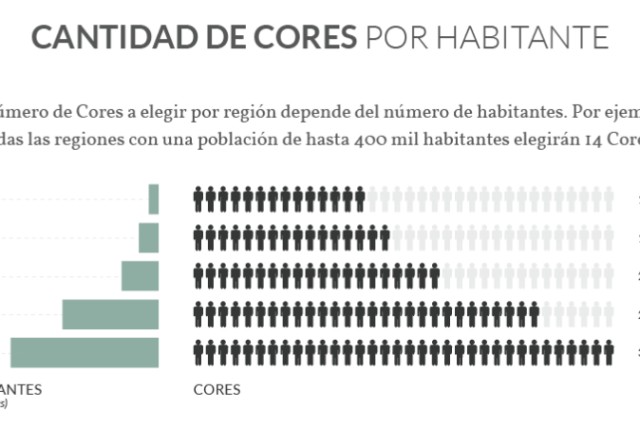 CANTIDAD DE CORES POR HABITANTE
úmero de Cores a elegir por región depende del número de habitantes. Por ejem
das las regiones con una población de hasta 400 mil habitantes elegirán 14 Core
ANTES
CORES
s)